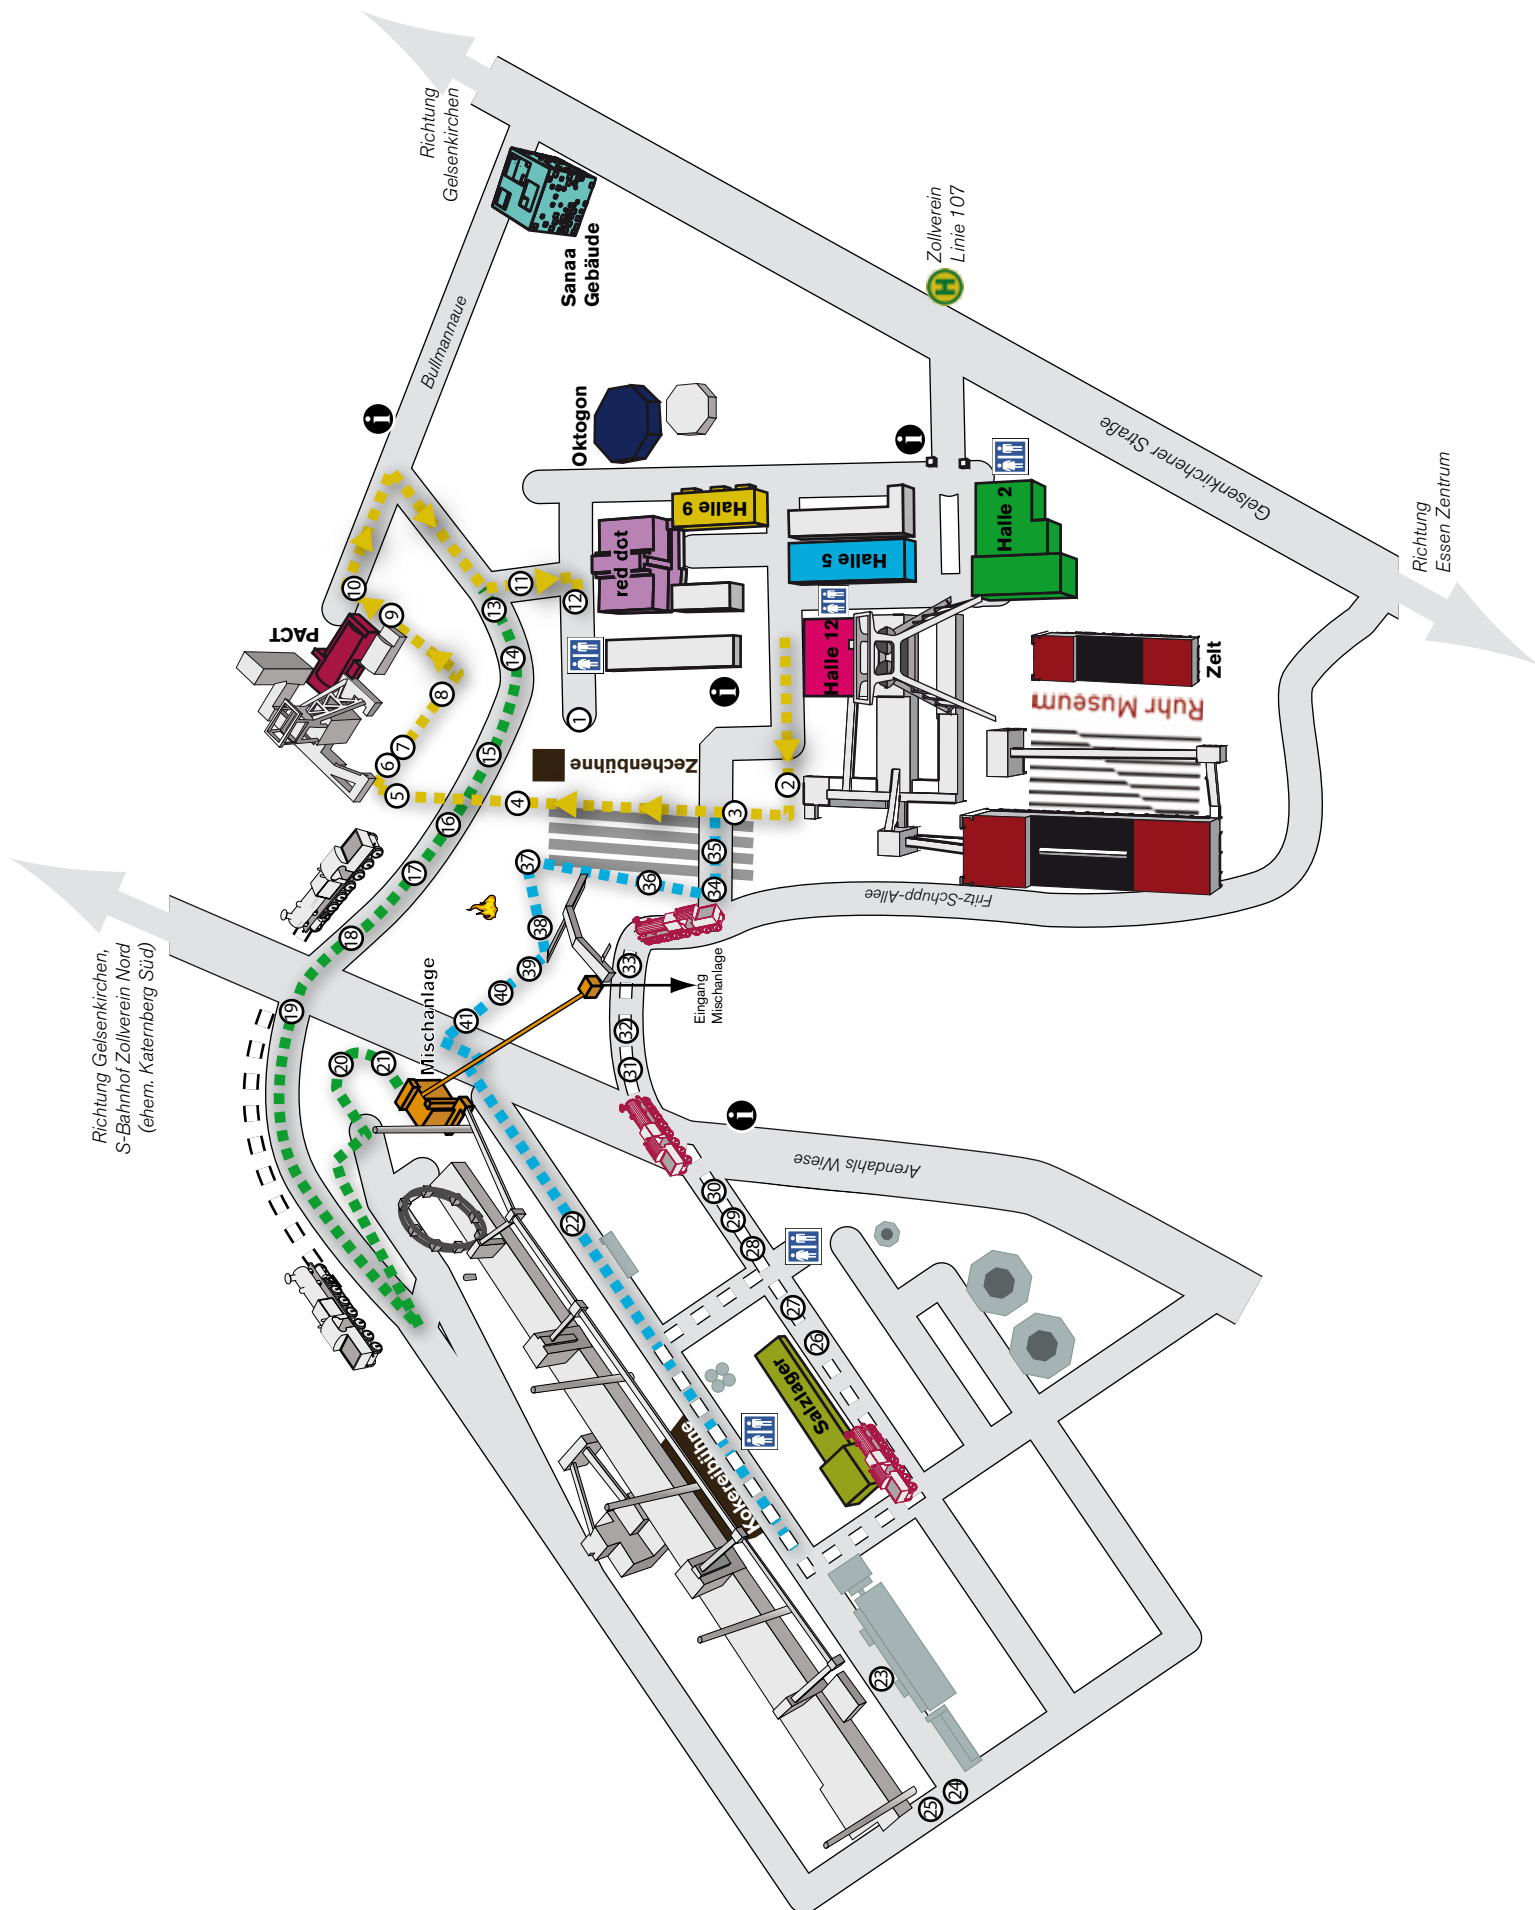 Richtung
Gelsenkirchen
Sanaa
Gebäude
Bullmannaue
Zollverein
Linie 107
H
i
Oktogon
Gelsenkirchener Straße
Richtung
Essen Zentrum
i
Halle 9
red dot
Halle 5
Halle 2
PACT
Halle 12
Zelt
Ruhr Museum
i
Zechenbühne
Fritz-Schupp-Allee
Richtung Gelsenkirchen,
S-Bahnhof Zollverein Nord
(ehem. Katernberg Süd)
Mischanlage
Eingang
Mischanlage
i
Arendahls Wiese
Salzlager
Kokereibühne
1
2
3
4
5
6
7
8
9
10
11
12
13
14
15
16
17
18
19
20
21
22
23
24
25
26
27
28
29
30
31
32
33
34
35
36
37
38
39
40
41